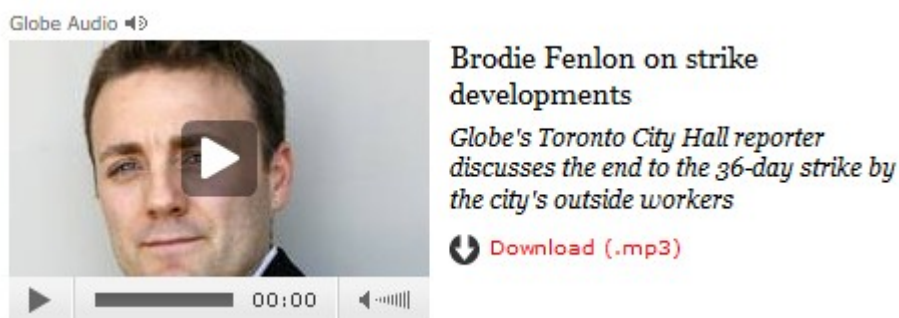 Globe Audio
Brodie Fenlon on strike
developments
Globe's Toronto City Hall reporter
discusses the end to the 36-day strike by
the city's outside workers
Download (.mp3)
00:00